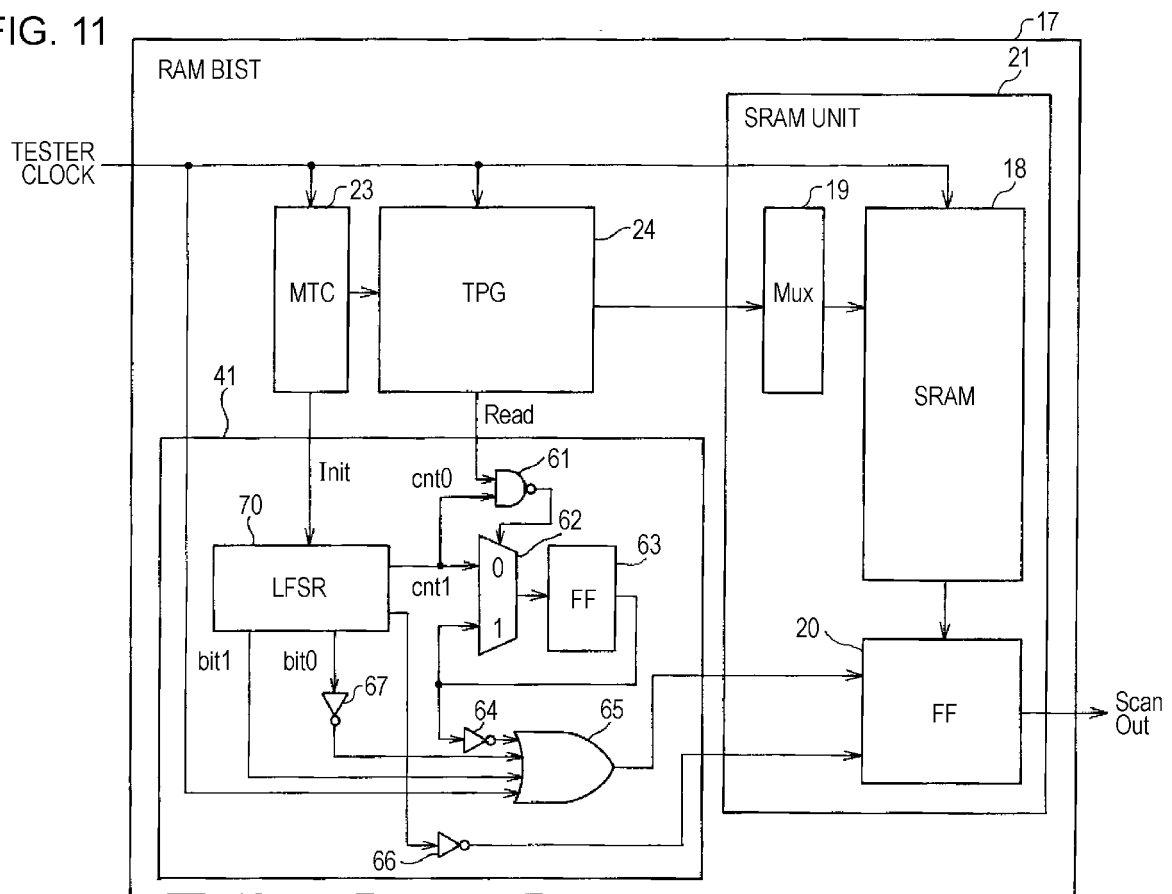 FIG. 11
17
RAM BIST
21
SRAM UNIT
TESTER
CLOCK
23
19
18
24
MTC
TPG
Mux
SRAM
41
Read
Init
cnt0
61
62
63
70
LFSR
cnt1
0
1
FF
20
bit1
bit0
67
64
65
FF
Scan
Out
66